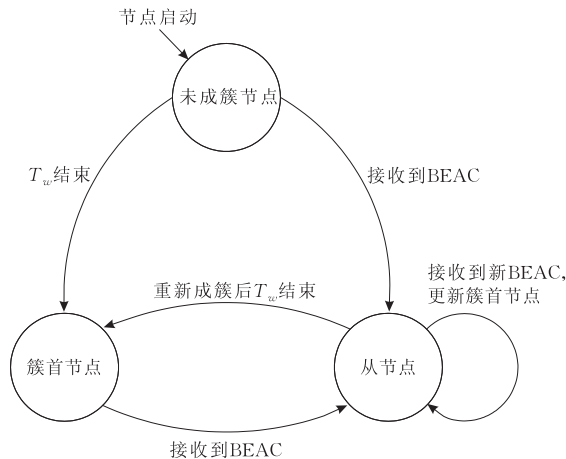 节点启动
未成簇节点
T_w结束
接收到BEAC
接收到新BEAC,
更新簇首节点
重新成簇后T_w结束
簇首节点
从节点
接收到BEAC